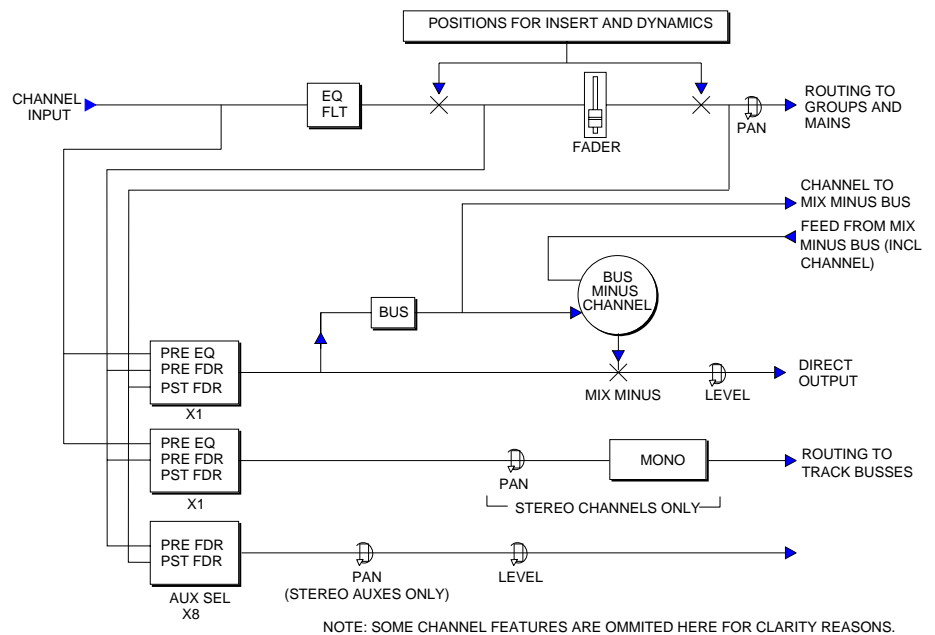 POSITIONS FOR INSERT AND DYNAMICS
CHANNEL
INPUT
EQ
FLT
FADER
PAN
ROUTING TO
GROUPS AND
MAINS
CHANNEL TO
MIX MINUS BUS
FEED FROM MIX
MINUS BUS (INCL
CHANNEL)
BUS
MINUS
CHANNEL
BUS
PRE EQ
PRE FDR
PST FDR
X1
MIX MINUS
LEVEL
DIRECT
OUTPUT
PRE EQ
PRE FDR
PST FDR
X1
PAN
MONO
STEREO CHANNELS ONLY
ROUTING TO
TRACK BUSSES
PRE FDR
PST FDR
AUX SEL
X8
PAN
(STEREO AUXES ONLY)
LEVEL
NOTE: SOME CHANNEL FEATURES ARE OMMITED HERE FOR CLARITY REASONS.